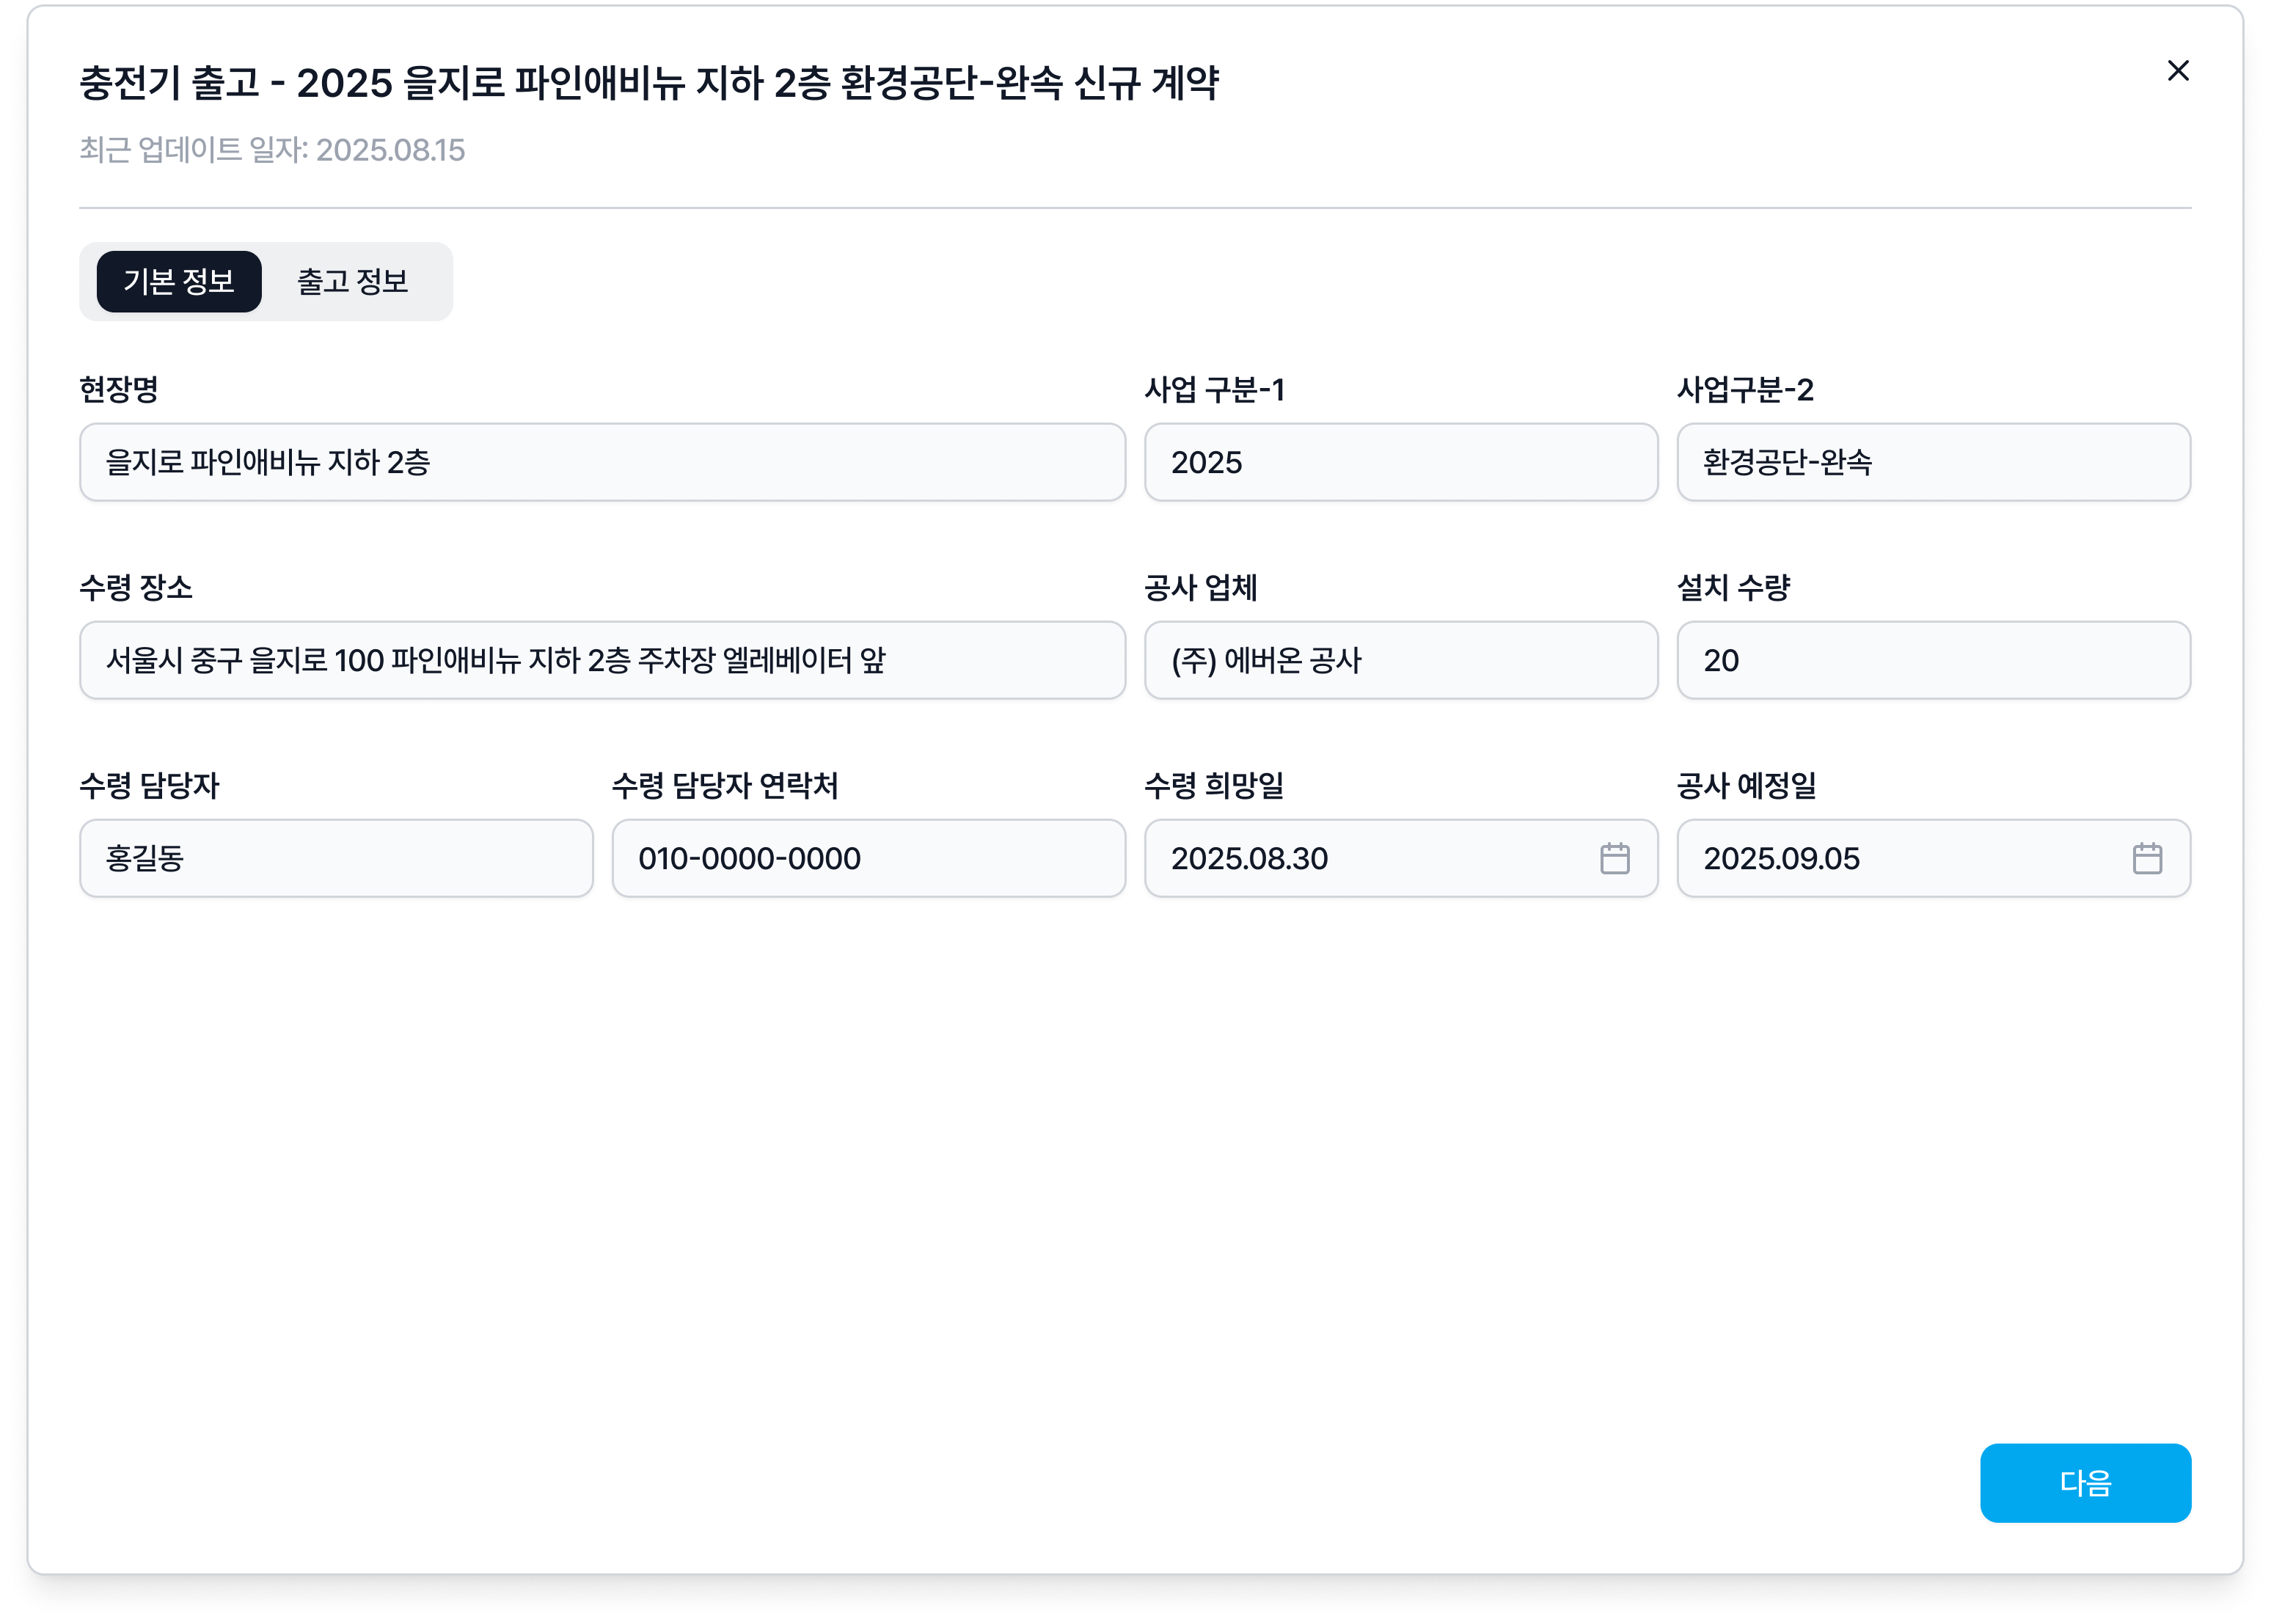 충전기 출고 - 2025 을지로 파인애비뉴 지하 2층 환경공단-완속 신규 계약
최근 업데이트 일자: 2025.08.15
기본 정보 출고 정보
현장명 사업 구분-1 사업구분-2
을지로 파인애비뉴 지하 2층 2025 환경공단-완속
수령 장소 공사 업체 설치 수량
서울시 중구 을지로 100 파인애비뉴 지하 2층 주차장 엘레베이터 앞 (주) 에버온 공사 20
수령 담당자 수령 담당자 연락처 수령 희망일 공사 예정일
홍길동 010-0000-0000 2025.08.30 2025.09.05
다음